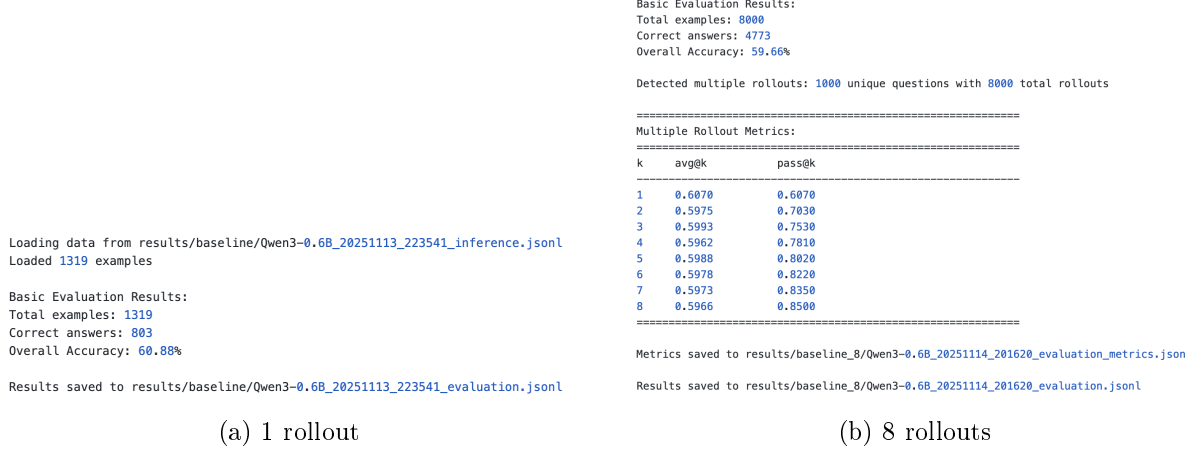 Loading data from results/baseline/Qwen3-0.6B_20251113_223541_inference.jsonl
Loaded 1319 examples
Basic Evaluation Results:
Total examples: 1319
Correct answers: 803
Overall Accuracy: 60.88%
Results saved to results/baseline/Qwen3-0.6B_20251113_223541_evaluation.jsonl
(a) 1 rollout
Basic Evaluation Results:
Total examples: 8000
Correct answers: 4773
Overall Accuracy: 59.66%
Detected multiple rollouts: 1000 unique questions with 8000 total rollouts
============================================================
Multiple Rollout Metrics:
============================================================
k avg@k pass@k
------------------------------------------------------------
1 0.6070 0.6070
2 0.5975 0.7030
3 0.5993 0.7530
4 0.5962 0.7810
5 0.5988 0.8020
6 0.5978 0.8220
7 0.5973 0.8350
8 0.5966 0.8500
============================================================
Metrics saved to results/baseline_8/Qwen3-0.6B_20251114_201620_evaluation_metrics.json
Results saved to results/baseline_8/Qwen3-0.6B_20251114_201620_evaluation.jsonl
(b) 8 rollouts